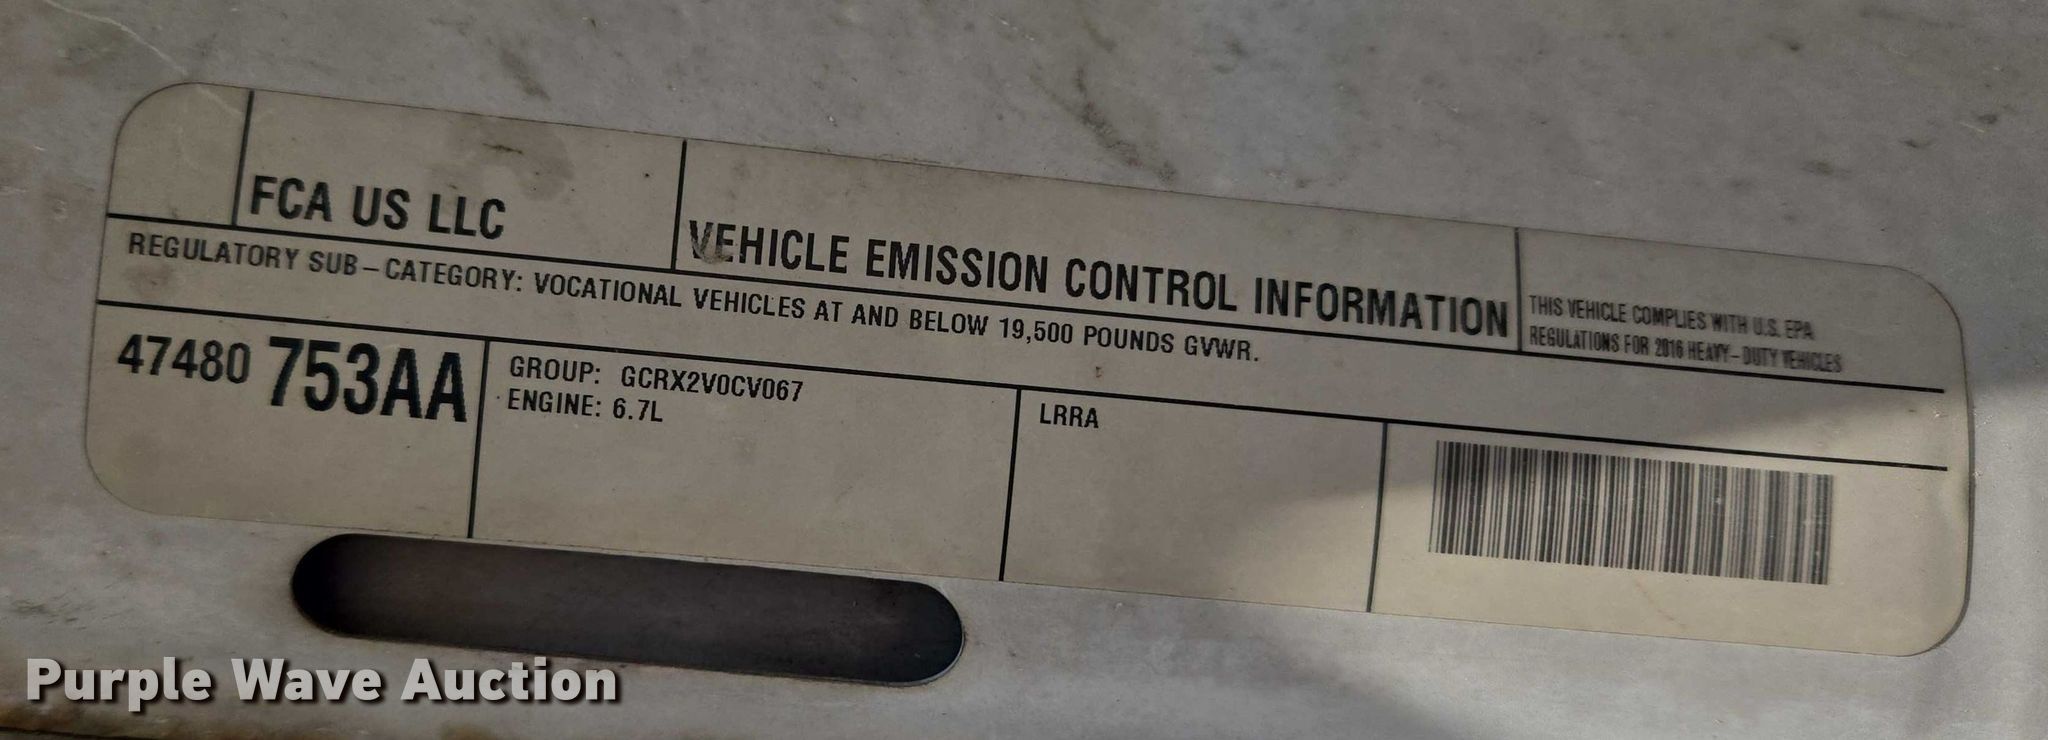 FCA US LLC
VEHICLE EMISSION CONTROL INFORMATION
THIS VEHICLE COMPLIES WITH U.S. EPA
REGULATIONS FOR 2016 HEAVY-DUTY VEHICLES
REGULATORY SUB-CATEGORY: VOCATIONAL VEHICLES AT AND BELOW 19,500 POUNDS GVWR.
47480 753AA
GROUP: GCRX2V0CV067
ENGINE: 6.7L
LRRA
Purple Wave Auction